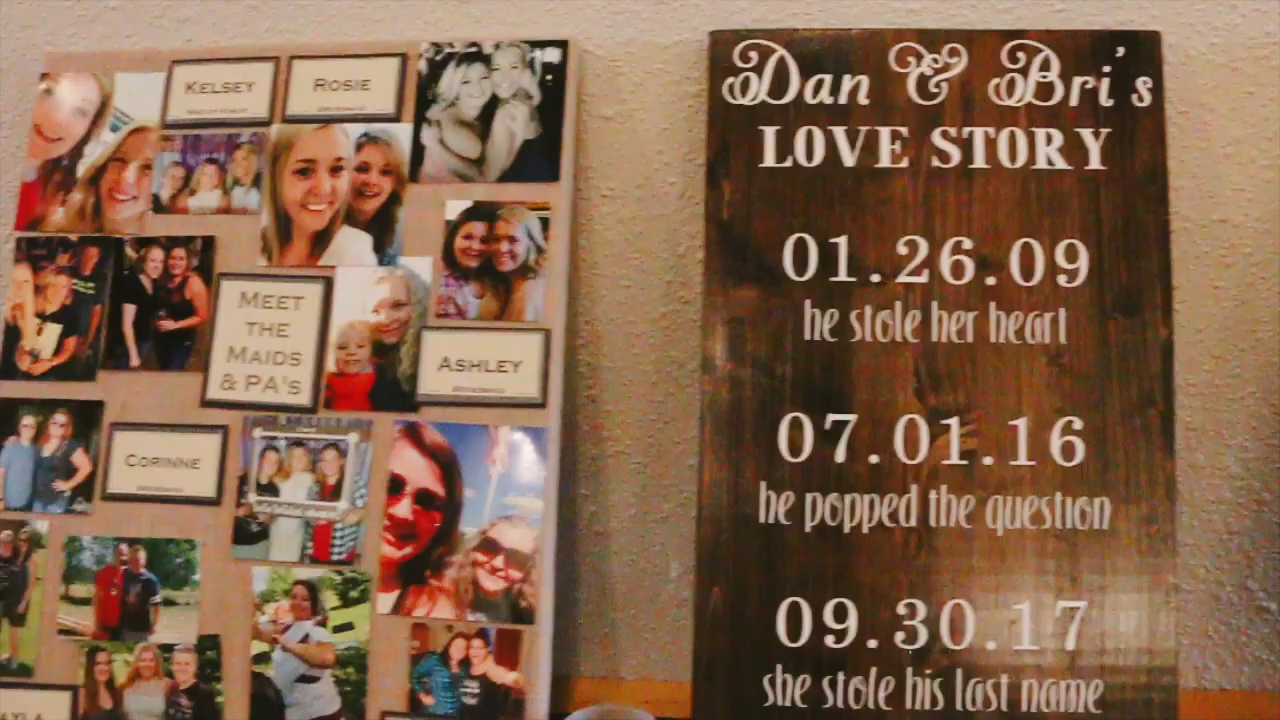 KELSEY
ROSIE
MEET
THE
MAIDS
& PA'S
ASHLEY
CORINNE
Dan & Bri's
LOVE STORY
01.26.09
he stole her heart
07.01.16
he popped the question
09.30.17
she stole his last name